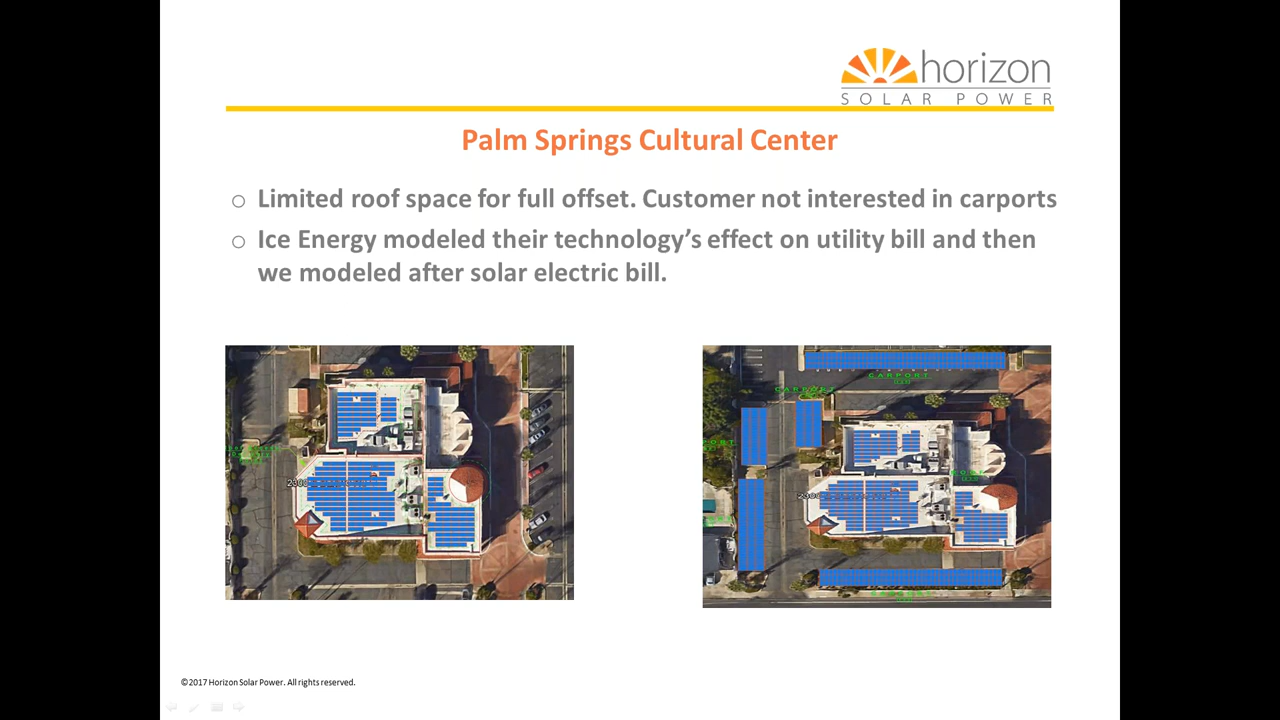 horizon
SOLAR POWER
Palm Springs Cultural Center
Limited roof space for full offset. Customer not interested in carports
Ice Energy modeled their technology's effect on utility bill and then
we modeled after solar electric bill.
CARPORT
CARPORT
©2017 Horizon Solar Power. All rights reserved.